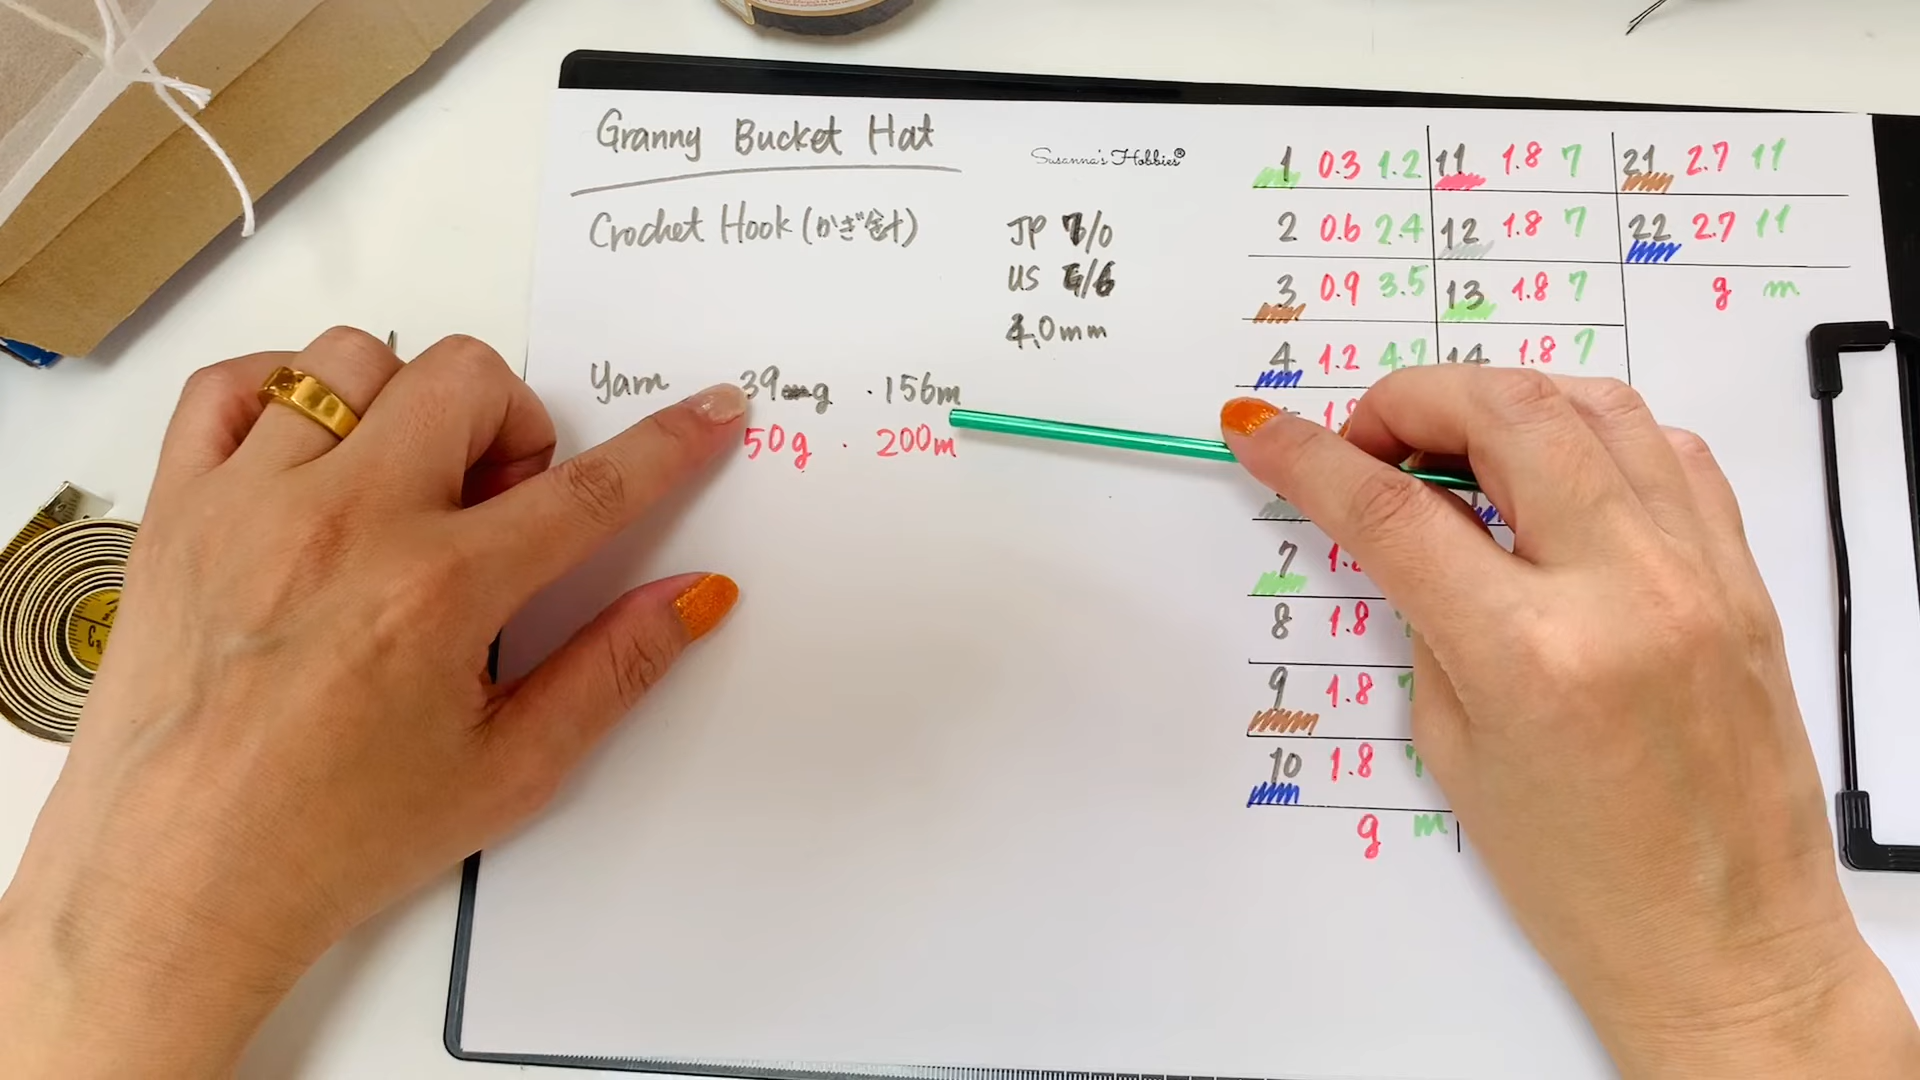 Granny Bucket Hat
Susanna's Hobbies®
Crochet Hook (かぎ針)
JP 7/0
US G/6
4.0mm
Yarn 39g · 156m
50g · 200m
1 0.3 1.2
2 0.6 2.4
3 0.9 3.5
4 1.2 4.7
7
8 1.8
9 1.8 7
10 1.8
g m
11 1.8 7
12 1.8 7
13 1.8 7
14 1.8 7
21 2.7 11
22 2.7 11
g m
3